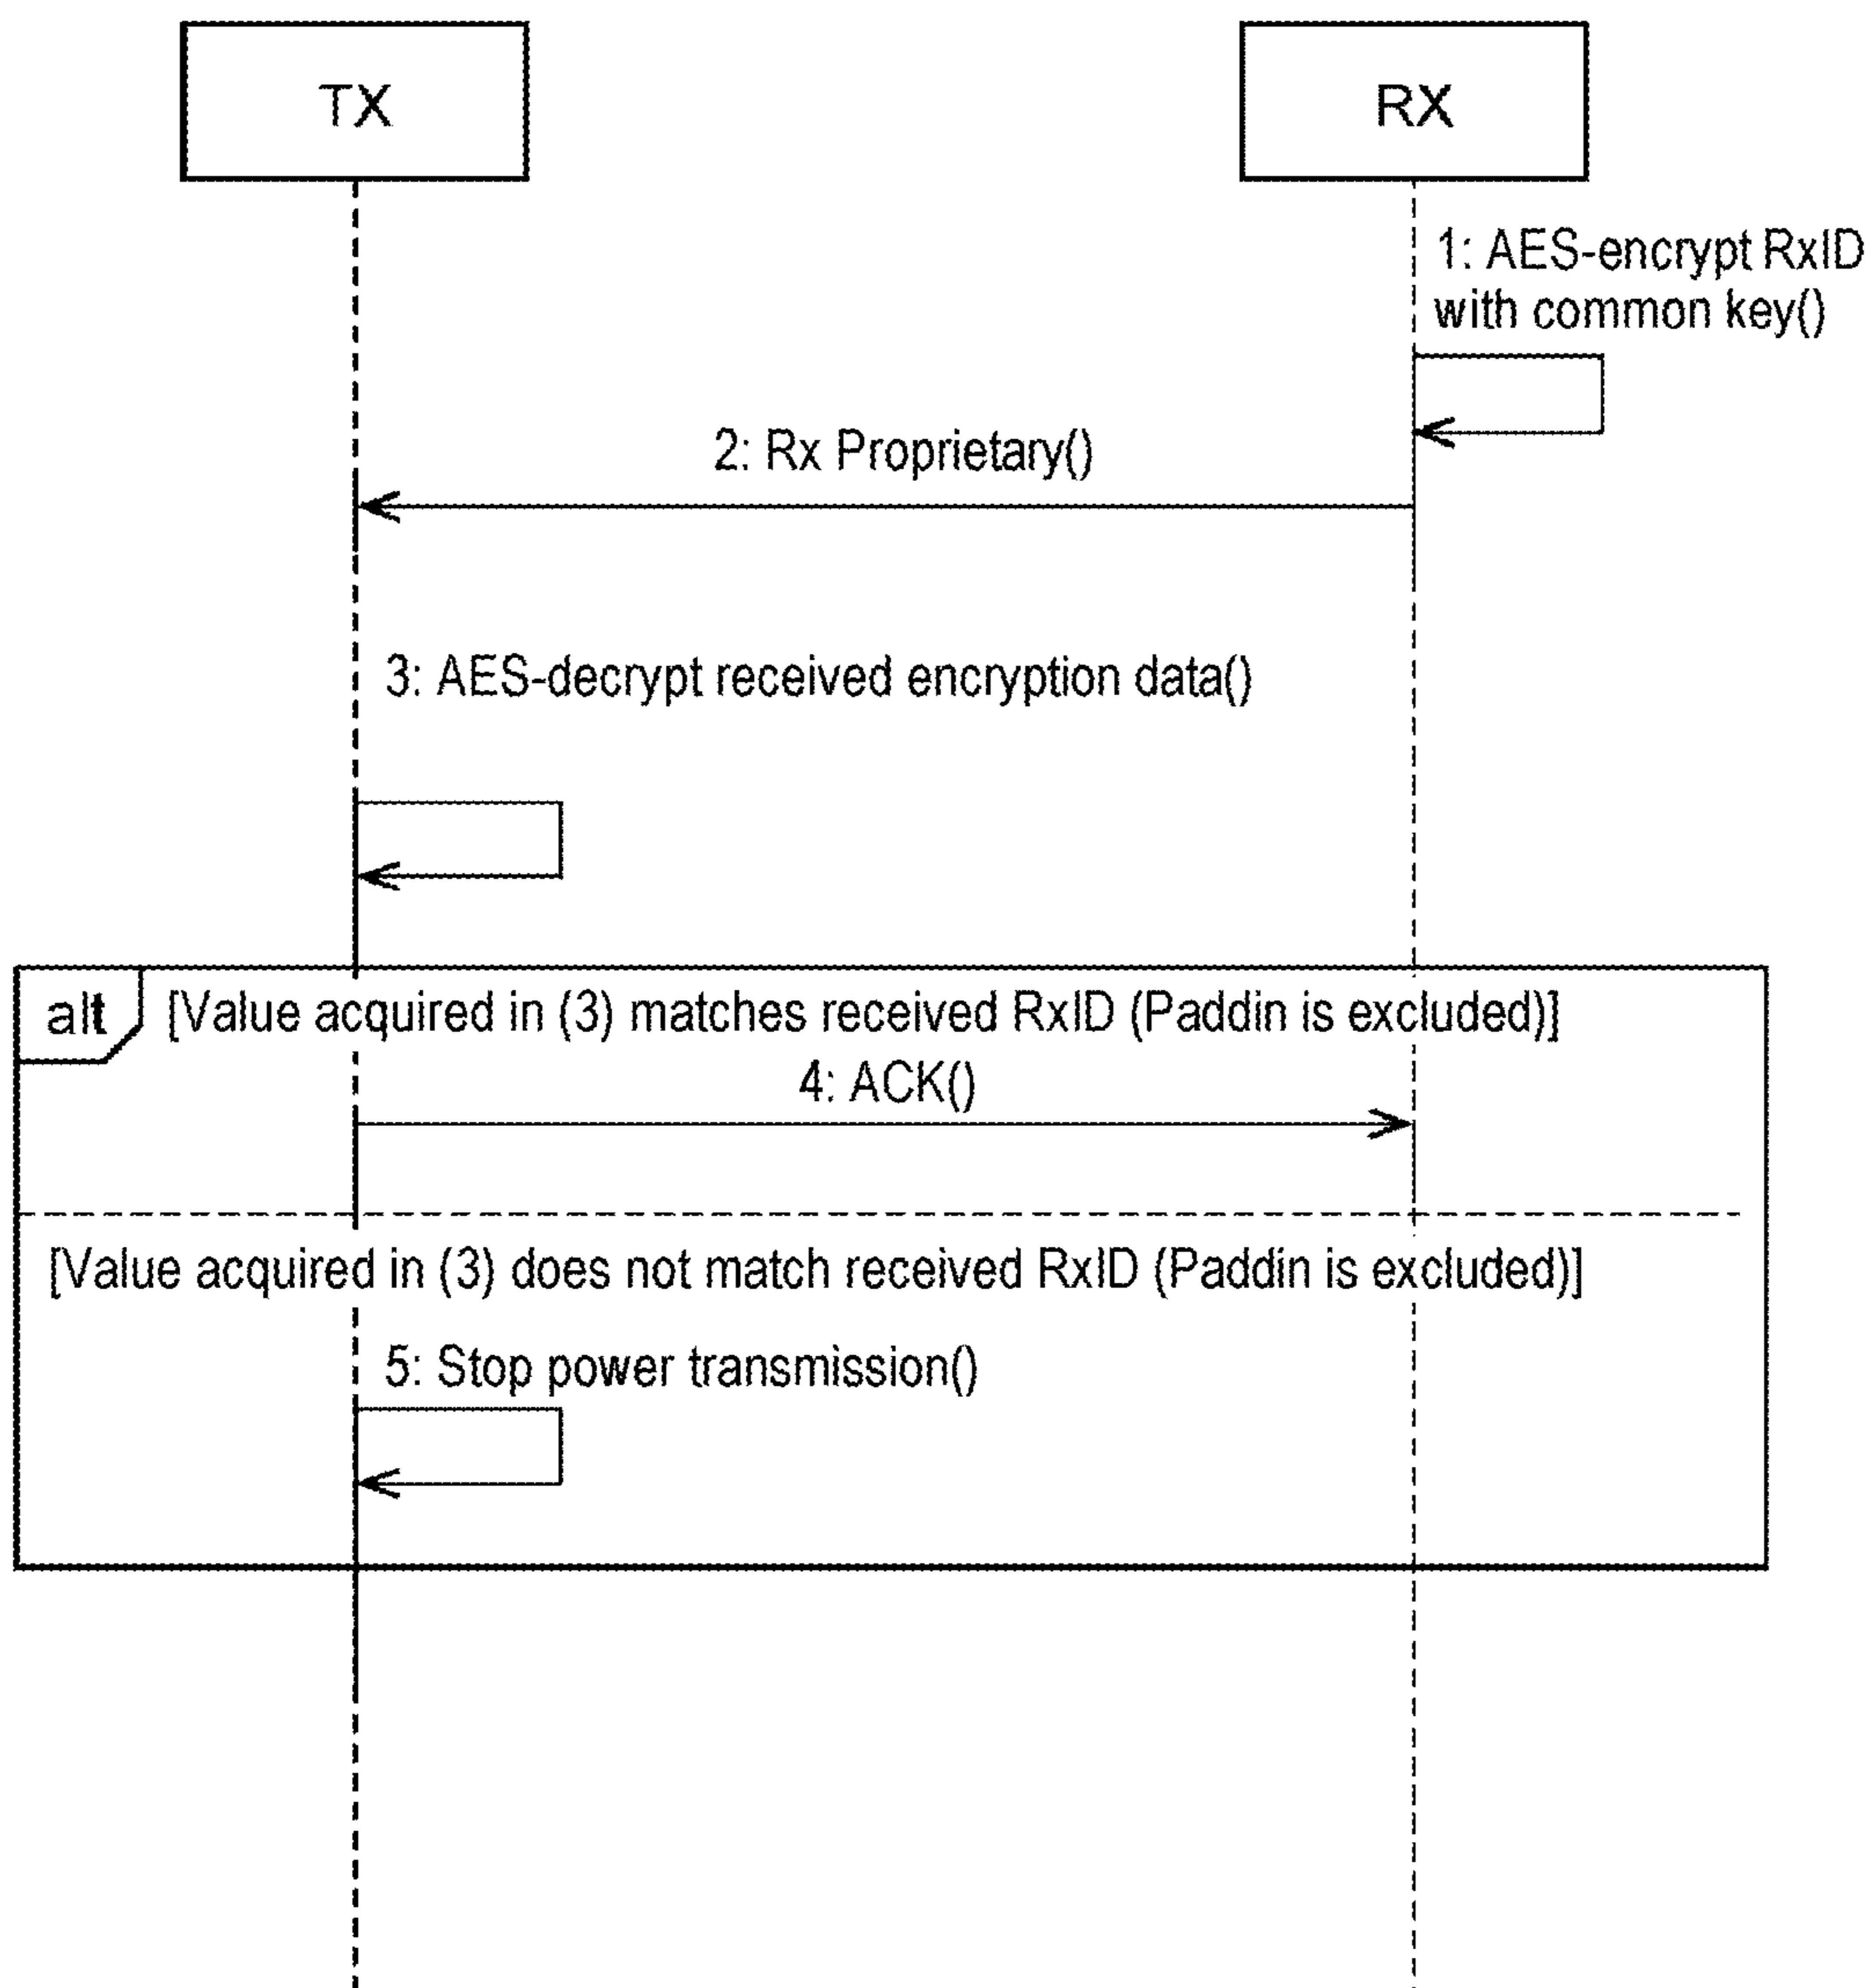 TX
RX
1: AES-encrypt RxID
with common key()
2: Rx Proprietary()
3: AES-decrypt received encryption data()
alt
[Value acquired in (3) matches received RxID (Paddin is excluded)]
4: ACK()
[Value acquired in (3) does not match received RxID (Paddin is excluded)]
5: Stop power transmission()